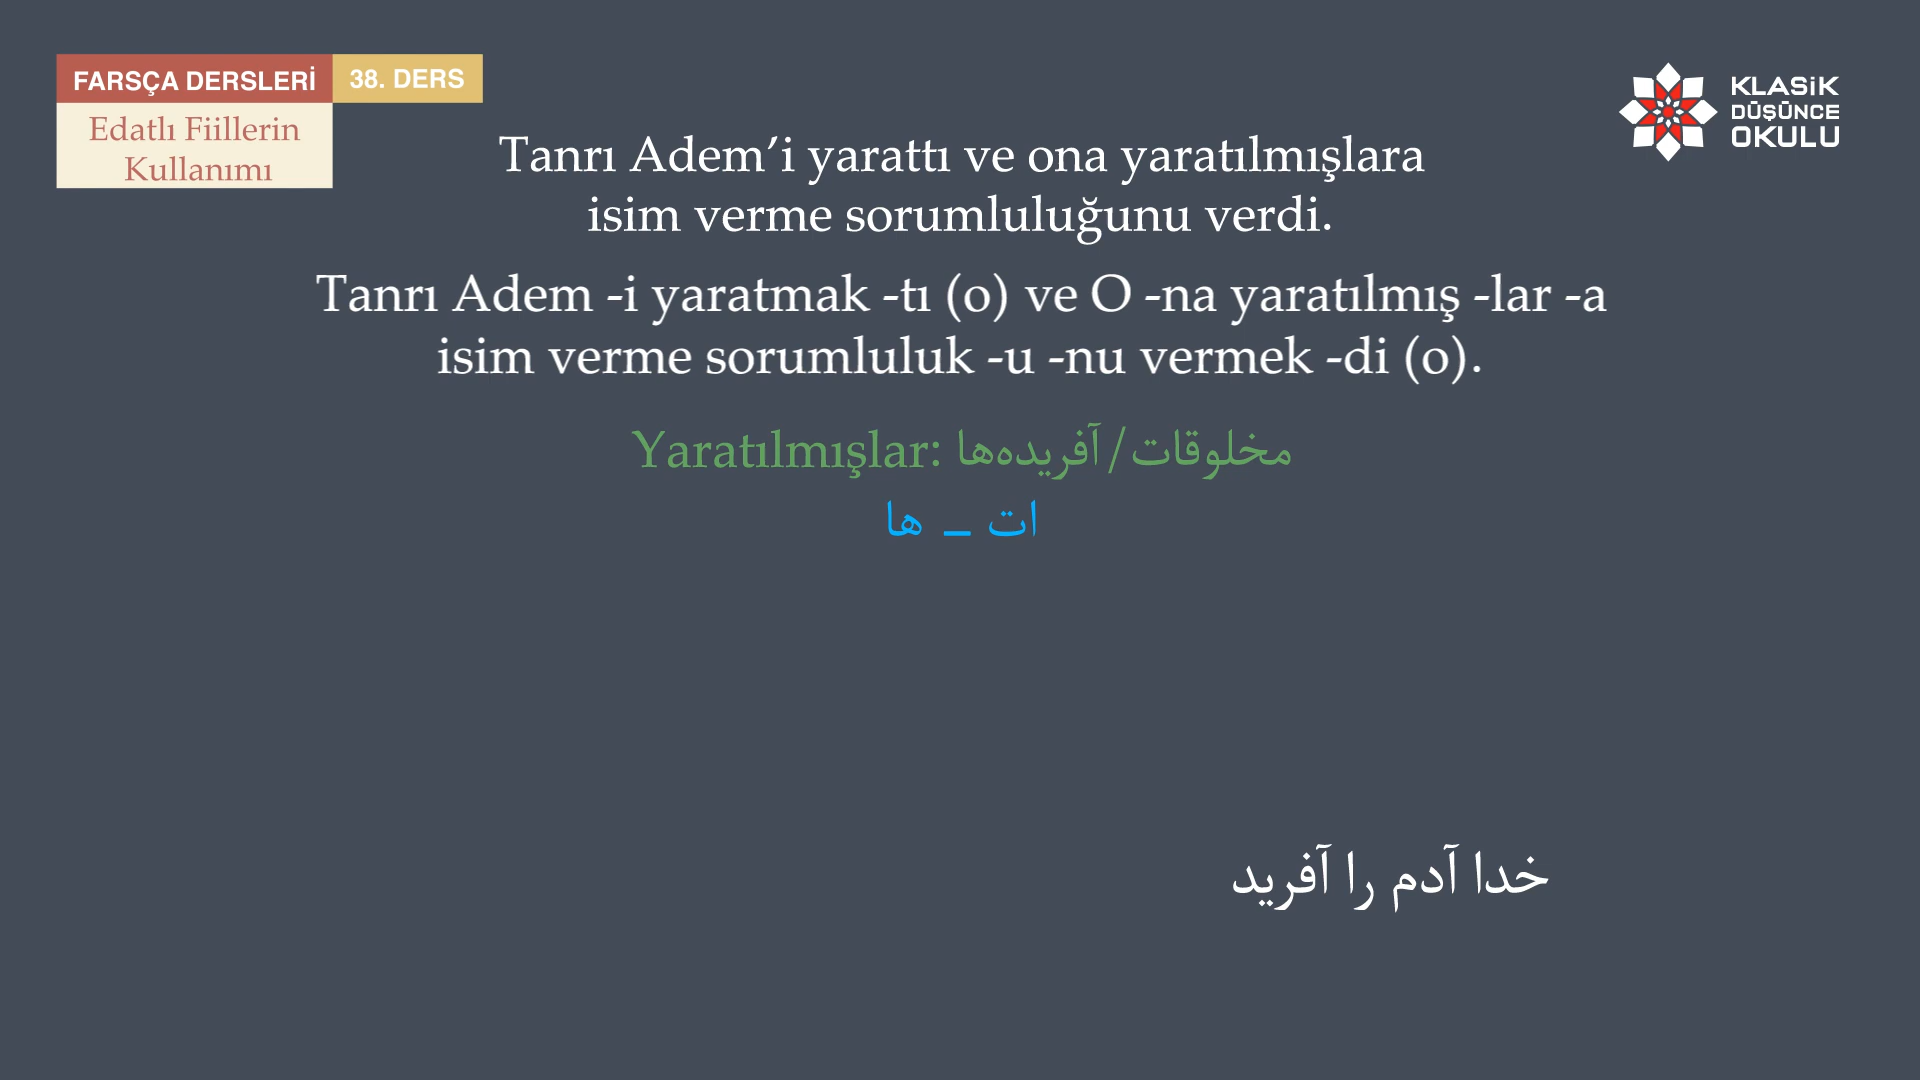 FARSÇA DERSLERİ
38. DERS
Edatlı Fiillerin
Kullanımı
KLASiK
DÜŞÜNCE
OKULU
Tanrı Adem’i yarattı ve ona yaratılmışlara
isim verme sorumluluğunu verdi.
Tanrı Adem -i yaratmak -tı (o) ve O -na yaratılmış -lar -a
isim verme sorumluluk -u -nu vermek -di (o).
Yaratılmışlar: مخلوقات/آفریده‌ها
ات – ها
خدا آدم را آفرید